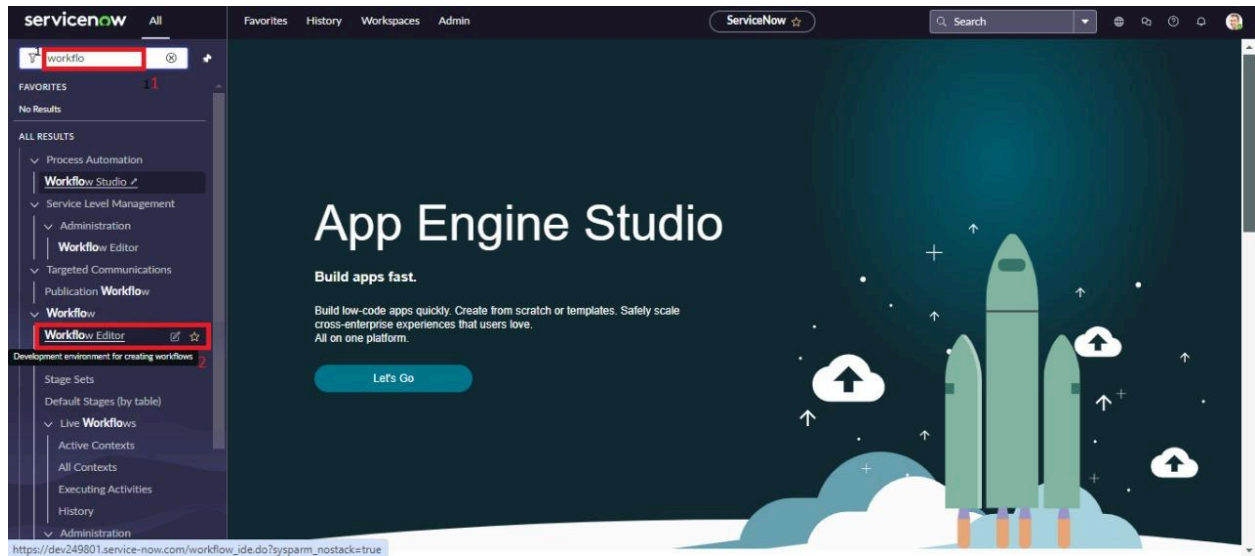 servicenow All Favorites History Workspaces Admin ServiceNow Search
workflo
1 1
FAVORITES
No Results
ALL RESULTS
Process Automation
Workflow Studio
Service Level Management
Administration
Workflow Editor
Targeted Communications
Publication Workflow
Workflow
Workflow Editor
Development environment for creating workflows 2
Stage Sets
Default Stages (by table)
Live Workflows
Active Contexts
All Contexts
Executing Activities
History
Administration
https://dev249801.service-now.com/workflow_ide.do?sysparm_nostack=true
App Engine Studio
Build apps fast.
Build low-code apps quickly. Create from scratch or templates. Safely scale
cross-enterprise experiences that users love.
All on one platform.
Let's Go